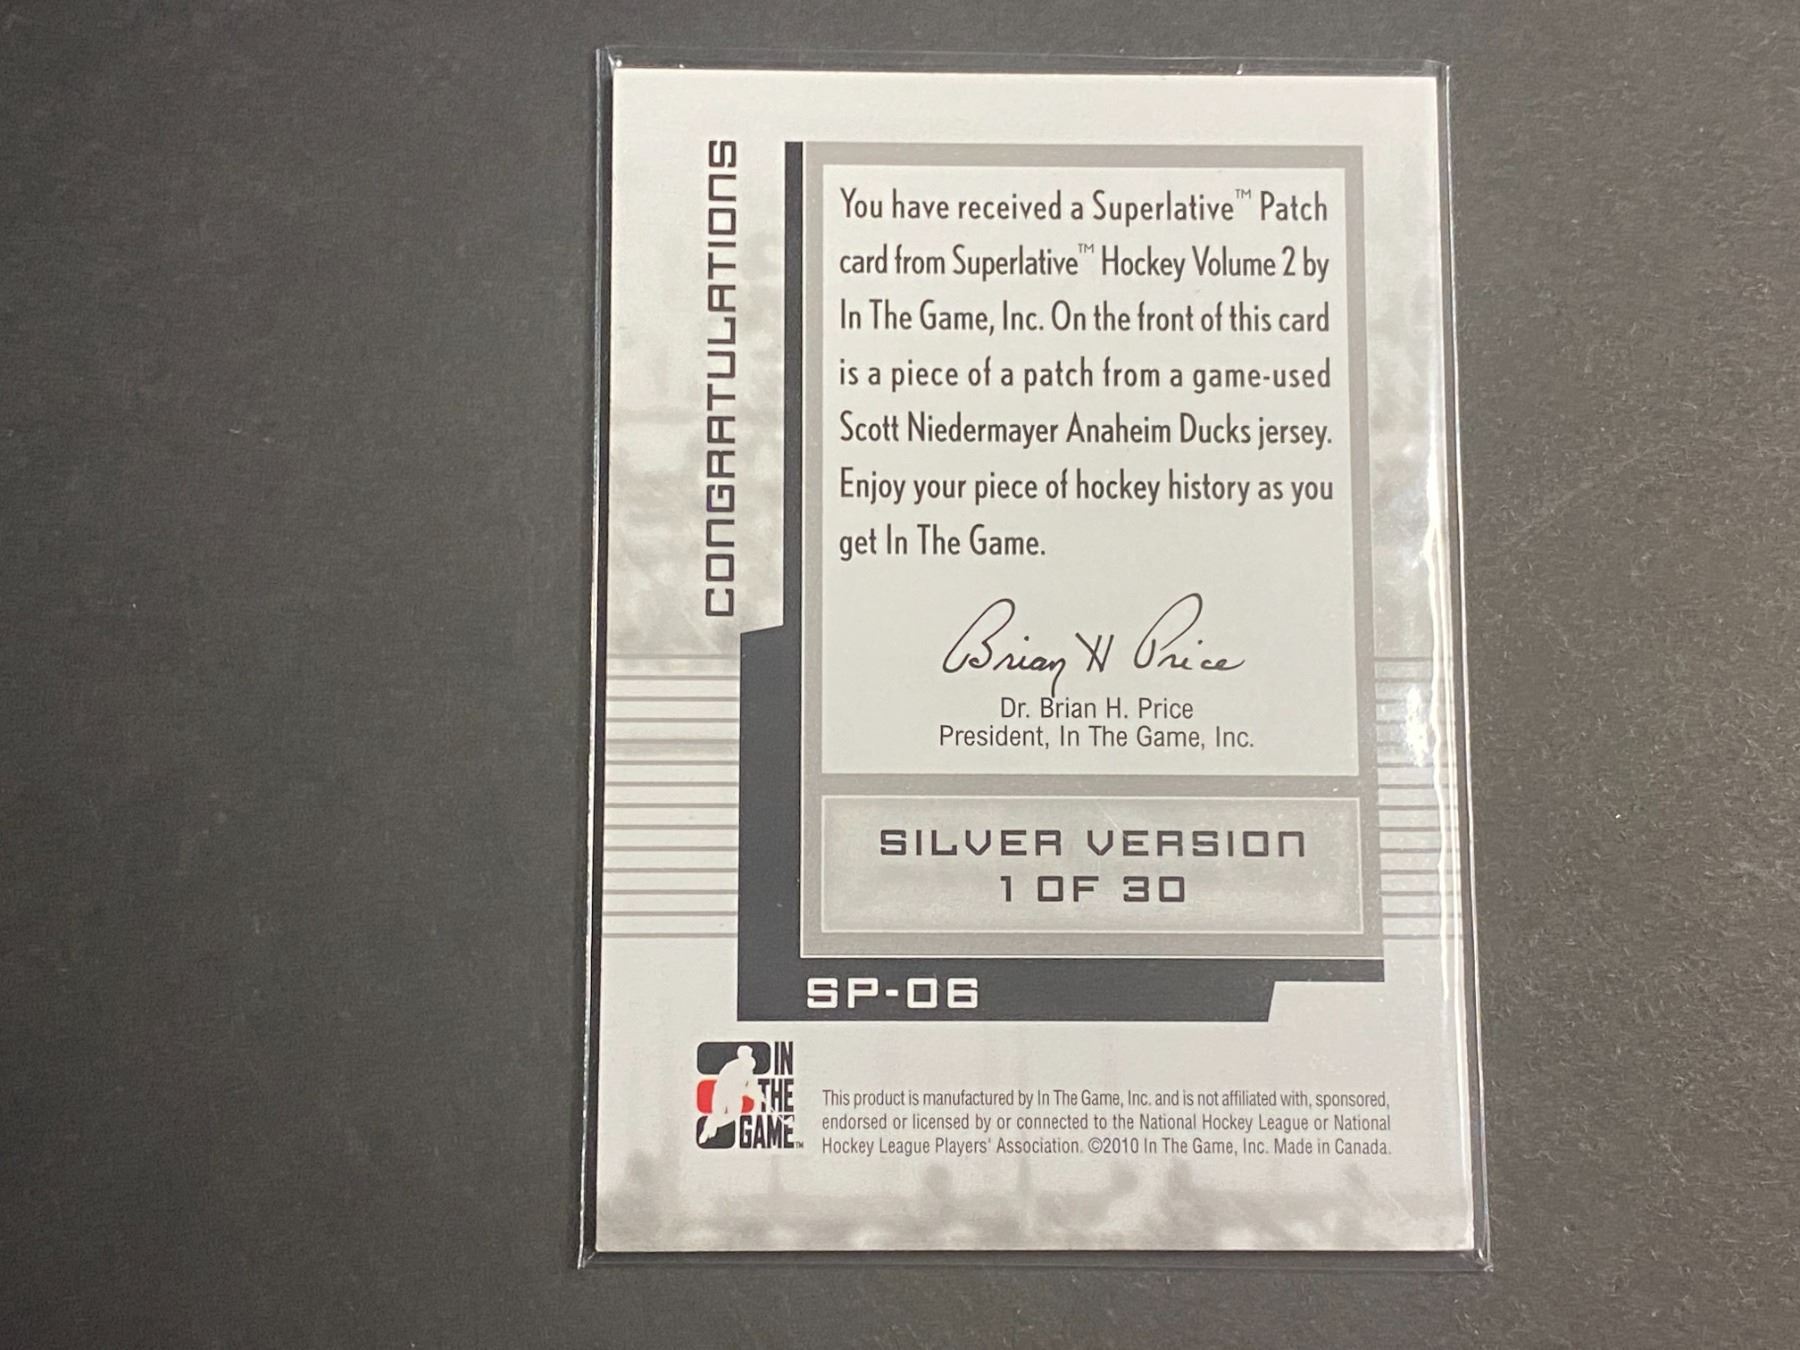 CONGRATULATIONS
You have received a Superlative™ Patch
card from Superlative™ Hockey Volume 2 by
In The Game, Inc. On the front of this card
is a piece of a patch from a game-used
Scott Niedermayer Anaheim Ducks jersey.
Enjoy your piece of hockey history as you
get In The Game.
Brian H Price
Dr. Brian H. Price
President, In The Game, Inc.
SILVER VERSION
1 OF 30
SP-06
IN
THE
GAME™
This product is manufactured by In The Game, Inc. and is not affiliated with, sponsored,
endorsed or licensed by or connected to the National Hockey League or National
Hockey League Players' Association. ©2010 In The Game, Inc. Made in Canada.